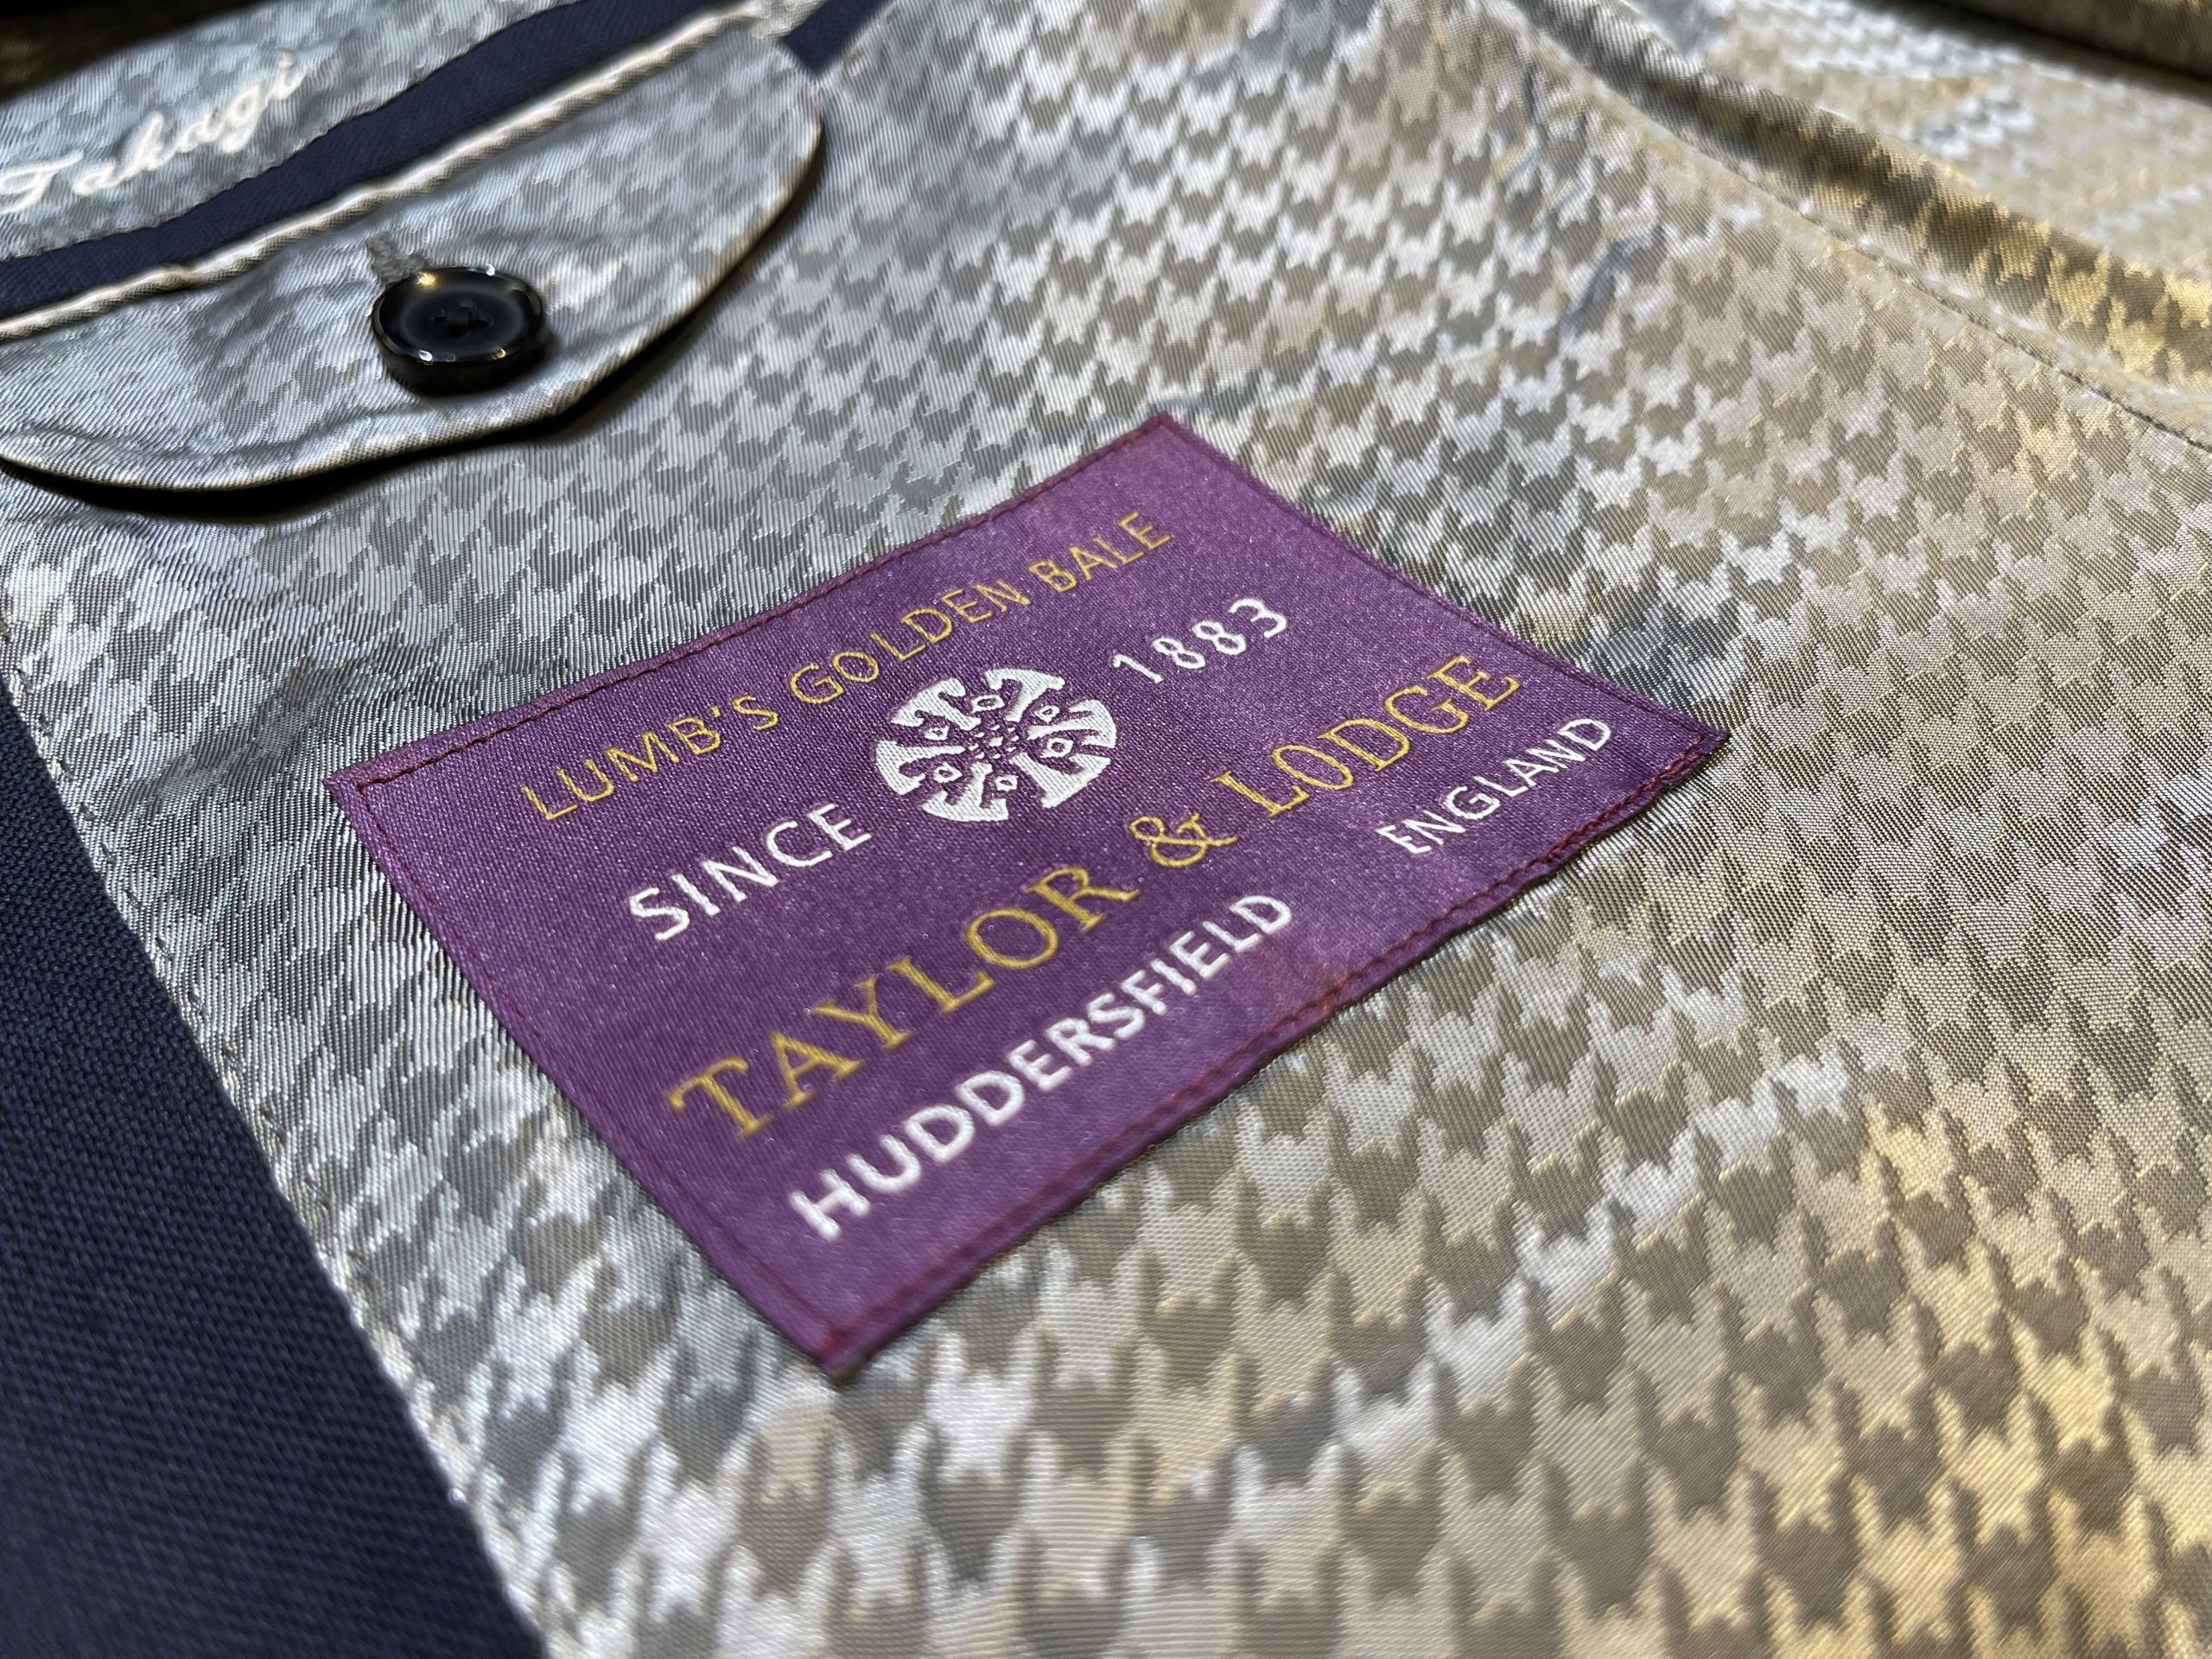 Takagi
LUMB'S GOLDEN BALE
SINCE 1883
TAYLOR & LODGE
HUDDERSFIELD ENGLAND